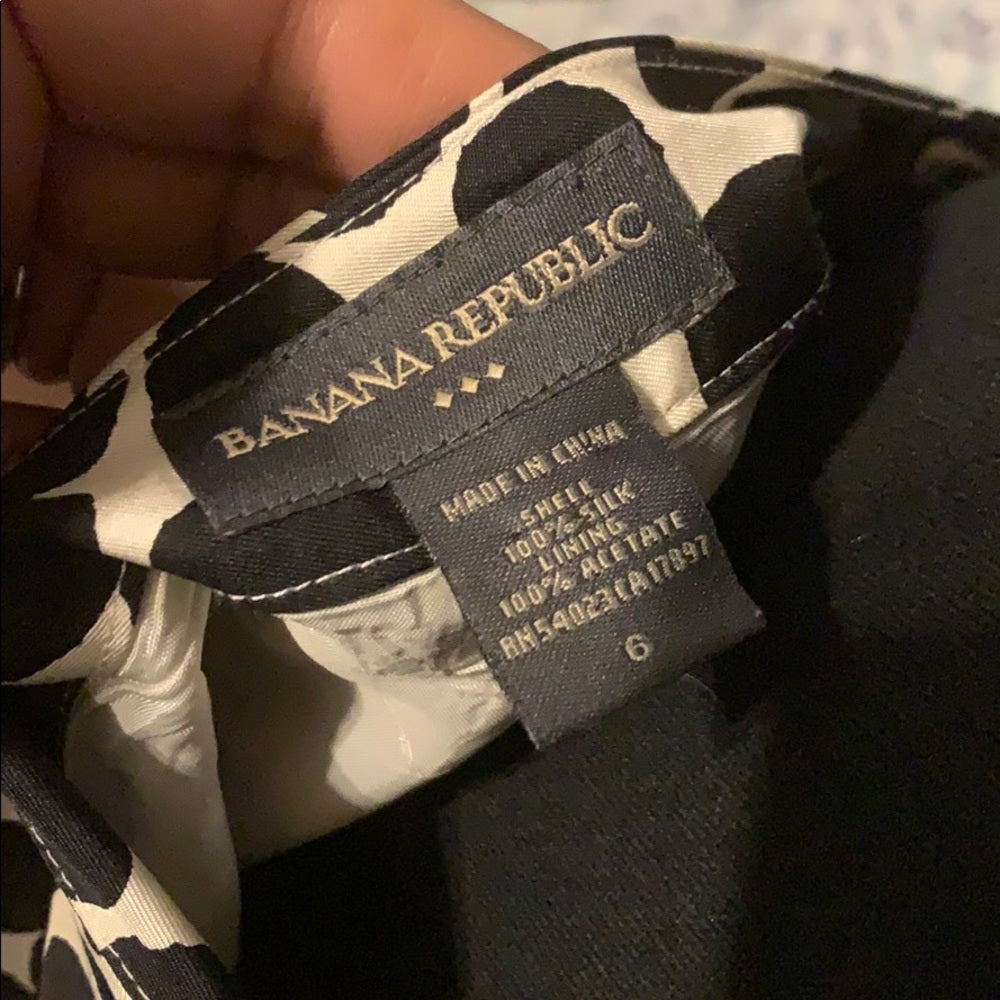 BANANA REPUBLIC
MADE IN CHINA
SHELL
100% SILK
LINING
100% ACETATE
RN54023 CA17897
6